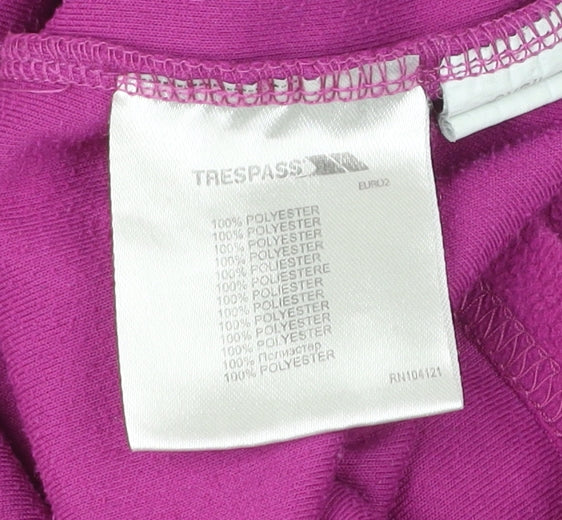 TRESPASS
EURO2
100% POLYESTER
100% POLYESTER
100% POLYESTER
100% POLYESTER
100% POLIESTERE
100% POLIESTER
100% POLIESTER
100% POLYESTER
100% POLYESTER
100% POLYESTER
100% Полиэстер
100% POLYESTER
RN104121